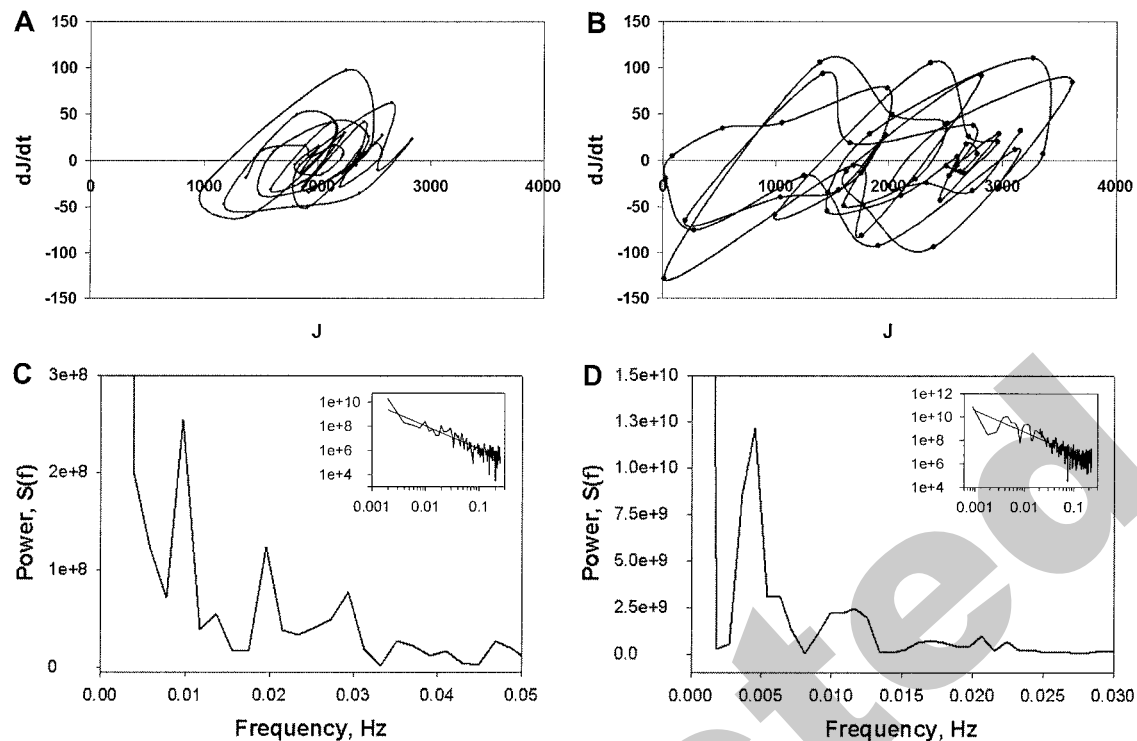 A
150
100
50
0
-50
-100
-150
dJ/dt
0
1000
2000
3000
4000
J
B
150
100
50
0
-50
-100
-150
dJ/dt
0
1000
2000
3000
4000
J
C
3e+8
2e+8
1e+8
0
Power, S(f)
0.00
0.01
0.02
0.03
0.04
0.05
Frequency, Hz
1e+10
1e+8
1e+6
1e+4
0.001
0.01
0.1
D
1.5e+10
1.3e+10
1.0e+10
7.5e+9
5.0e+9
2.5e+9
0.0
Power, S(f)
0.000
0.005
0.010
0.015
0.020
0.025
0.030
Frequency, Hz
1e+12
1e+10
1e+8
1e+6
1e+4
0.001
0.01
0.1
ted